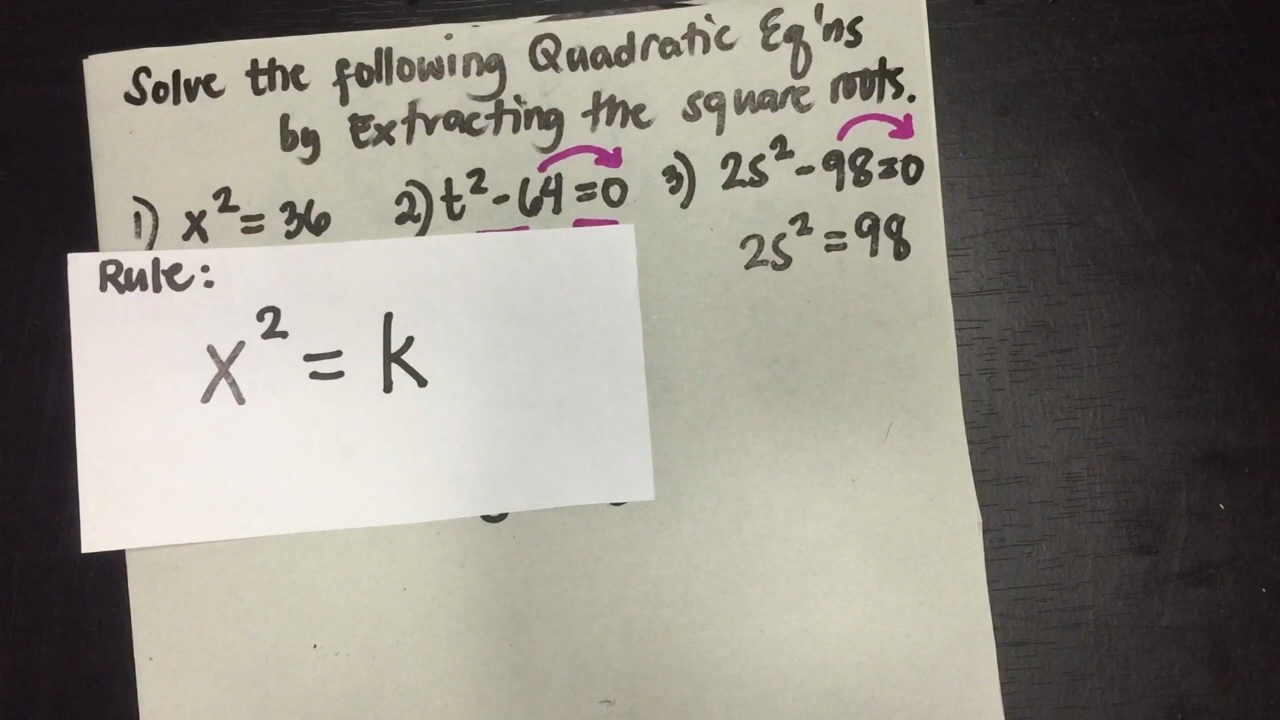 Solve the following Quadratic Eq'ns
by Extracting the square roots.
1) x² = 36 2) t² - 64 = 0 3) 2s² - 98 = 0
2s² = 98
Rule:
x² = k